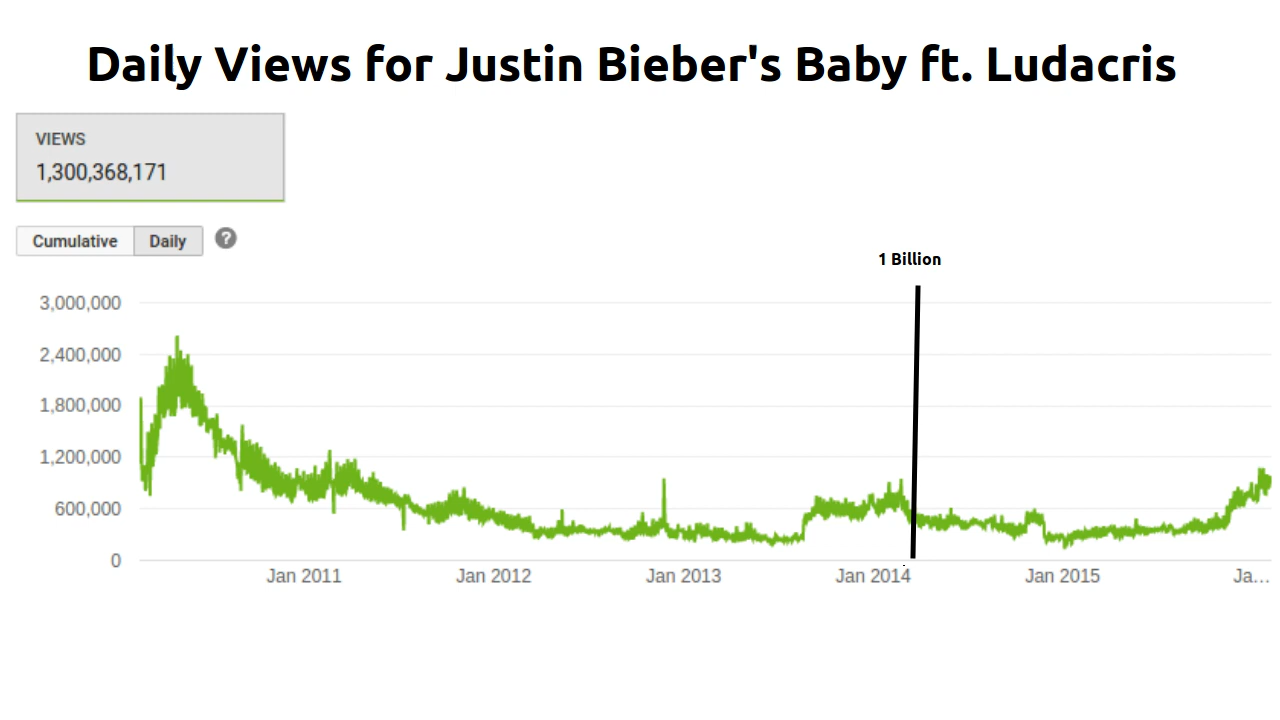 Daily Views for Justin Bieber's Baby ft. Ludacris
VIEWS
1,300,368,171
Cumulative Daily ?
1 Billion
3,000,000
2,400,000
1,800,000
1,200,000
600,000
0
Jan 2011 Jan 2012 Jan 2013 Jan 2014 Jan 2015 Ja...